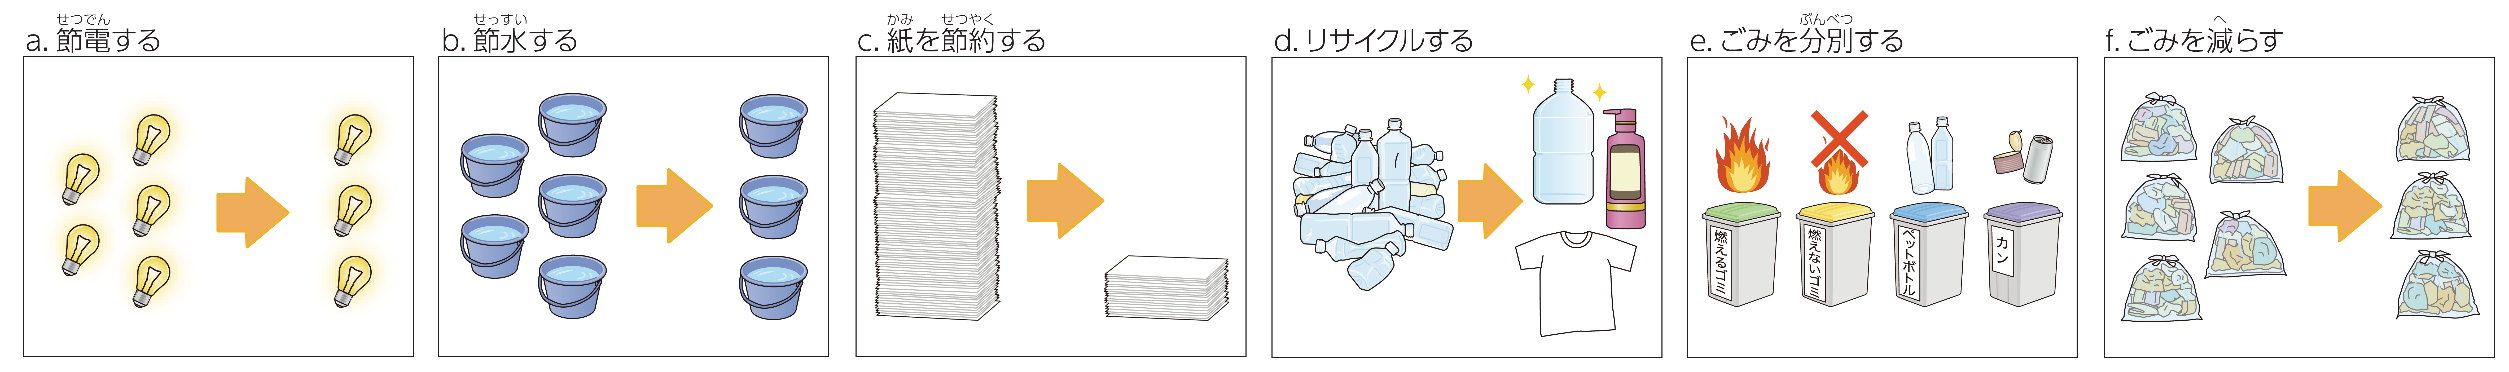 せつでん
a. 節電する
せっすい
b. 節水する
かみ せつやく
c. 紙を節約する
d. リサイクルする
ぶんべつ
e. ごみを分別する
へ
f. ごみを減らす
燃えるゴミ
燃えないゴミ
ペットボトル
カン